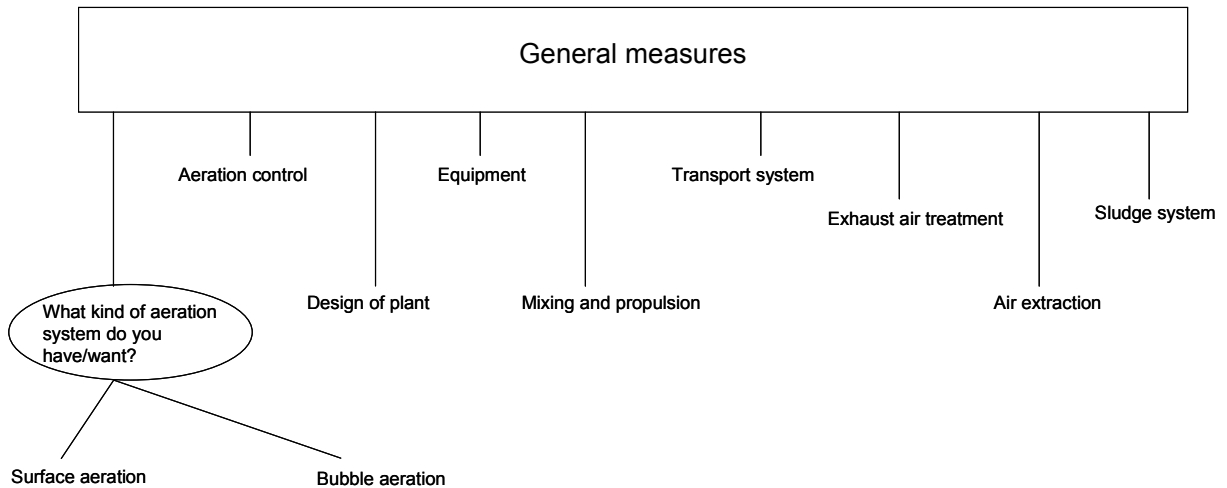 General measures
Aeration control
Equipment
Transport system
Exhaust air treatment
Sludge system
What kind of aeration
system do you
have/want?
Design of plant
Mixing and propulsion
Air extraction
Surface aeration
Bubble aeration